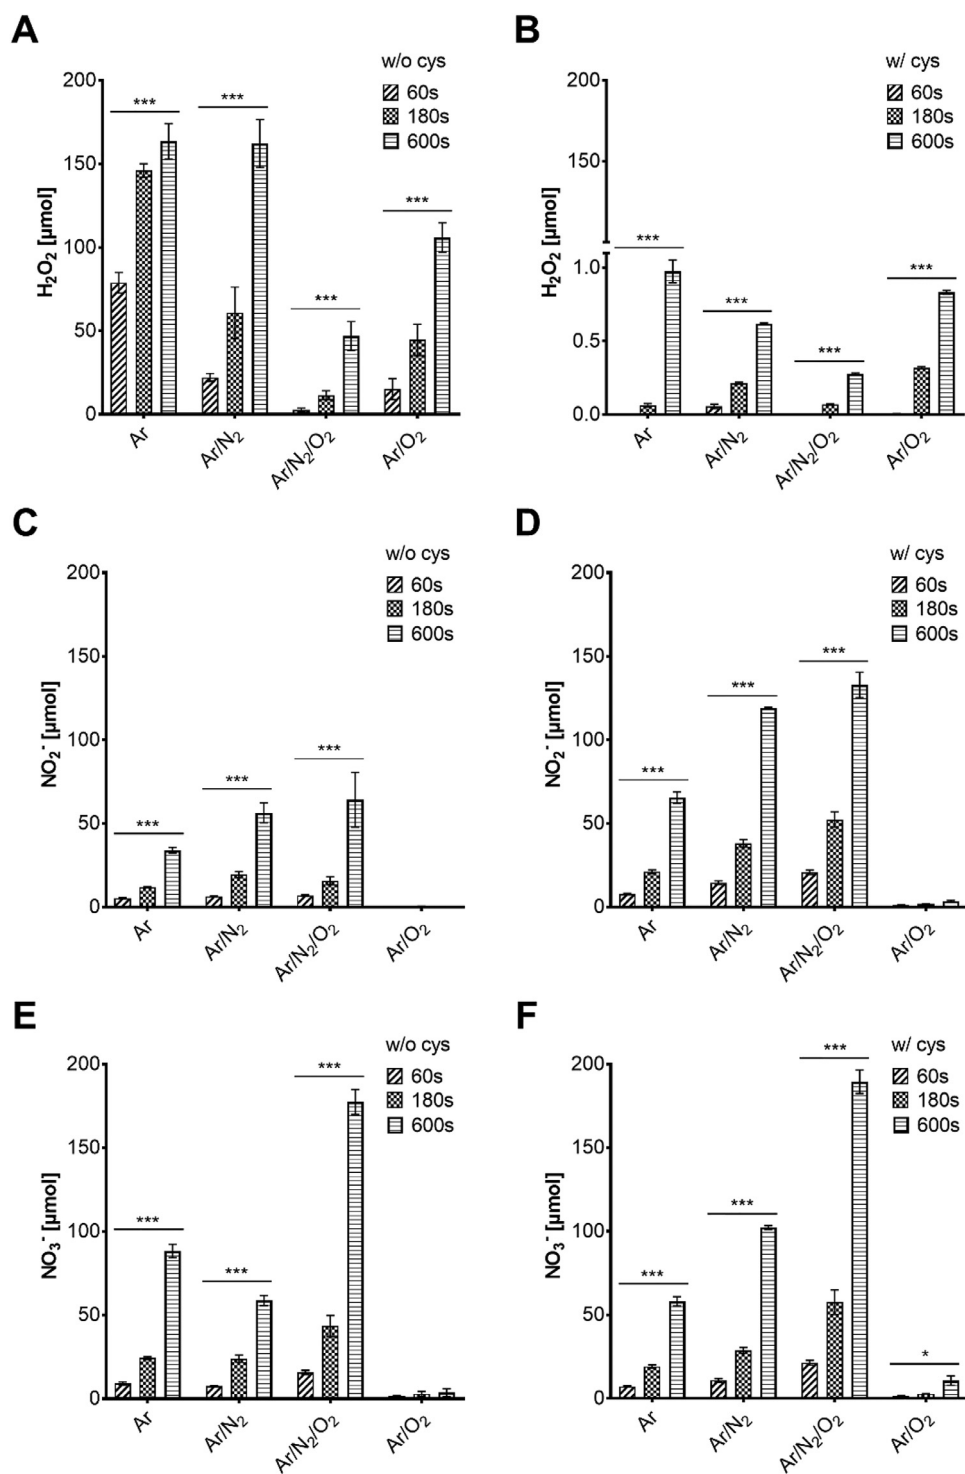 A
w/o cys
60s
180s
600s
H₂O₂ [µmol]
200
150
100
50
0
***
***
***
***
Ar
Ar/N₂
Ar/N₂/O₂
Ar/O₂
B
w/ cys
60s
180s
600s
H₂O₂ [µmol]
200
150
1.0
0.5
0.0
***
***
***
***
Ar
Ar/N₂
Ar/N₂/O₂
Ar/O₂
C
w/o cys
60s
180s
600s
NO₂⁻ [µmol]
200
150
100
50
0
***
***
***
Ar
Ar/N₂
Ar/N₂/O₂
Ar/O₂
D
w/ cys
60s
180s
600s
NO₂⁻ [µmol]
200
150
100
50
0
***
***
***
Ar
Ar/N₂
Ar/N₂/O₂
Ar/O₂
E
w/o cys
60s
180s
600s
NO₃⁻ [µmol]
200
150
100
50
0
***
***
***
Ar
Ar/N₂
Ar/N₂/O₂
Ar/O₂
F
w/ cys
60s
180s
600s
NO₃⁻ [µmol]
200
150
100
50
0
***
***
***
*
Ar
Ar/N₂
Ar/N₂/O₂
Ar/O₂